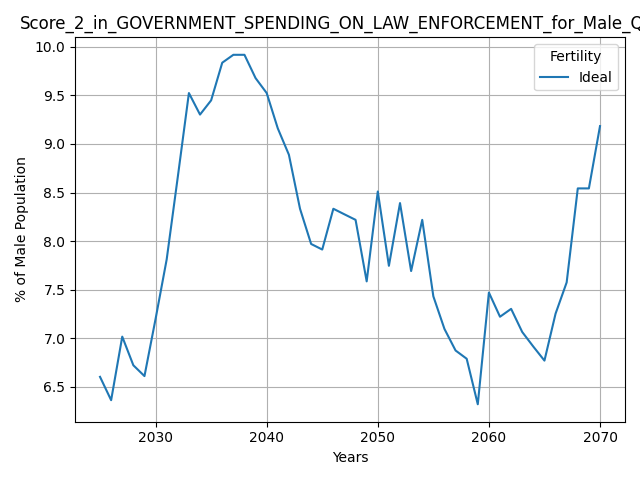 Score_2_in_GOVERNMENT_SPENDING_ON_LAW_ENFORCEMENT_for_Male_Q
10.0
9.5
9.0
8.5
8.0
7.5
7.0
6.5
% of Male Population
Fertility
Ideal
2030 2040 2050 2060 2070
Years